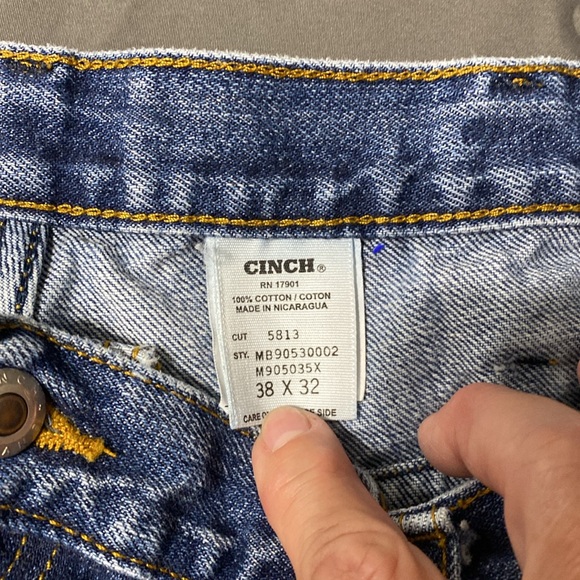 CINCH®
RN 17901
100% COTTON / COTON
MADE IN NICARAGUA
CUT 5813
STY. MB90530002
M905035X
38 X 32
CARE SIDE